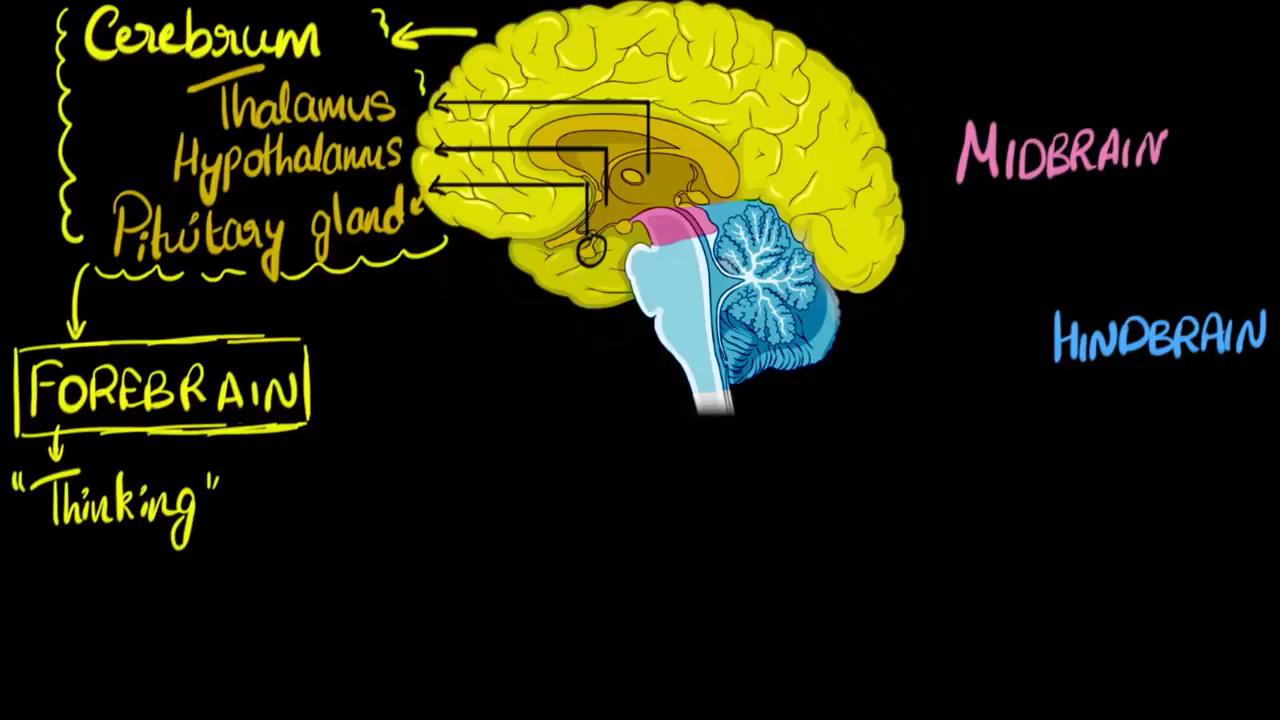 Cerebrum
Thalamus
Hypothalamus
Pituitary gland
FOREBRAIN
"Thinking"
MIDBRAIN
HINDBRAIN